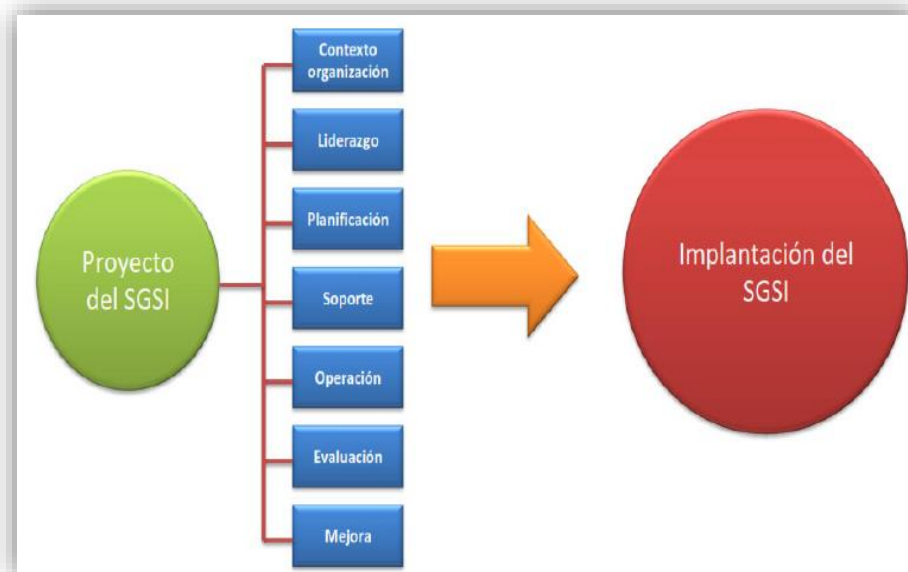 Proyecto
del SGSI
Contexto
organización
Liderazgo
Planificación
Soporte
Operación
Evaluación
Mejora
Implantación del
SGSI